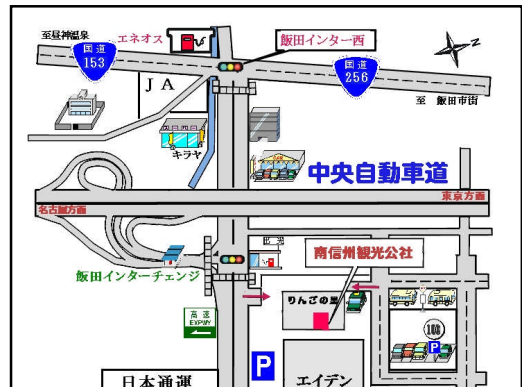 至昼神温泉
国道
153
エネオス
飯田インター西
国道
256
至 飯田市街
JA
キラヤ
中央自動車道
名古屋方面
東京方面
飯田インターチェンジ
出光
南信州観光公社
りんごの里
高速
EXPWY
103
P
P
日本通運
エイデン